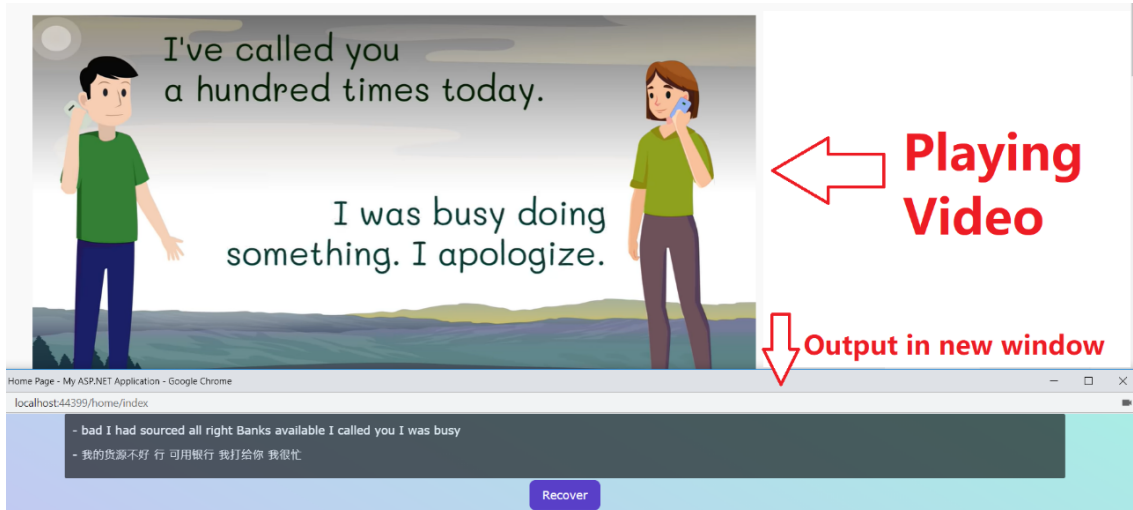 I've called you
a hundred times today.
I was busy doing
something. I apologize.
Playing
Video
Output in new window
Home Page - My ASP.NET Application - Google Chrome
localhost:44399/home/index
- bad I had sourced all right Banks available I called you I was busy
- 我的货源不好 行 可用银行 我打给你 我很忙
Recover